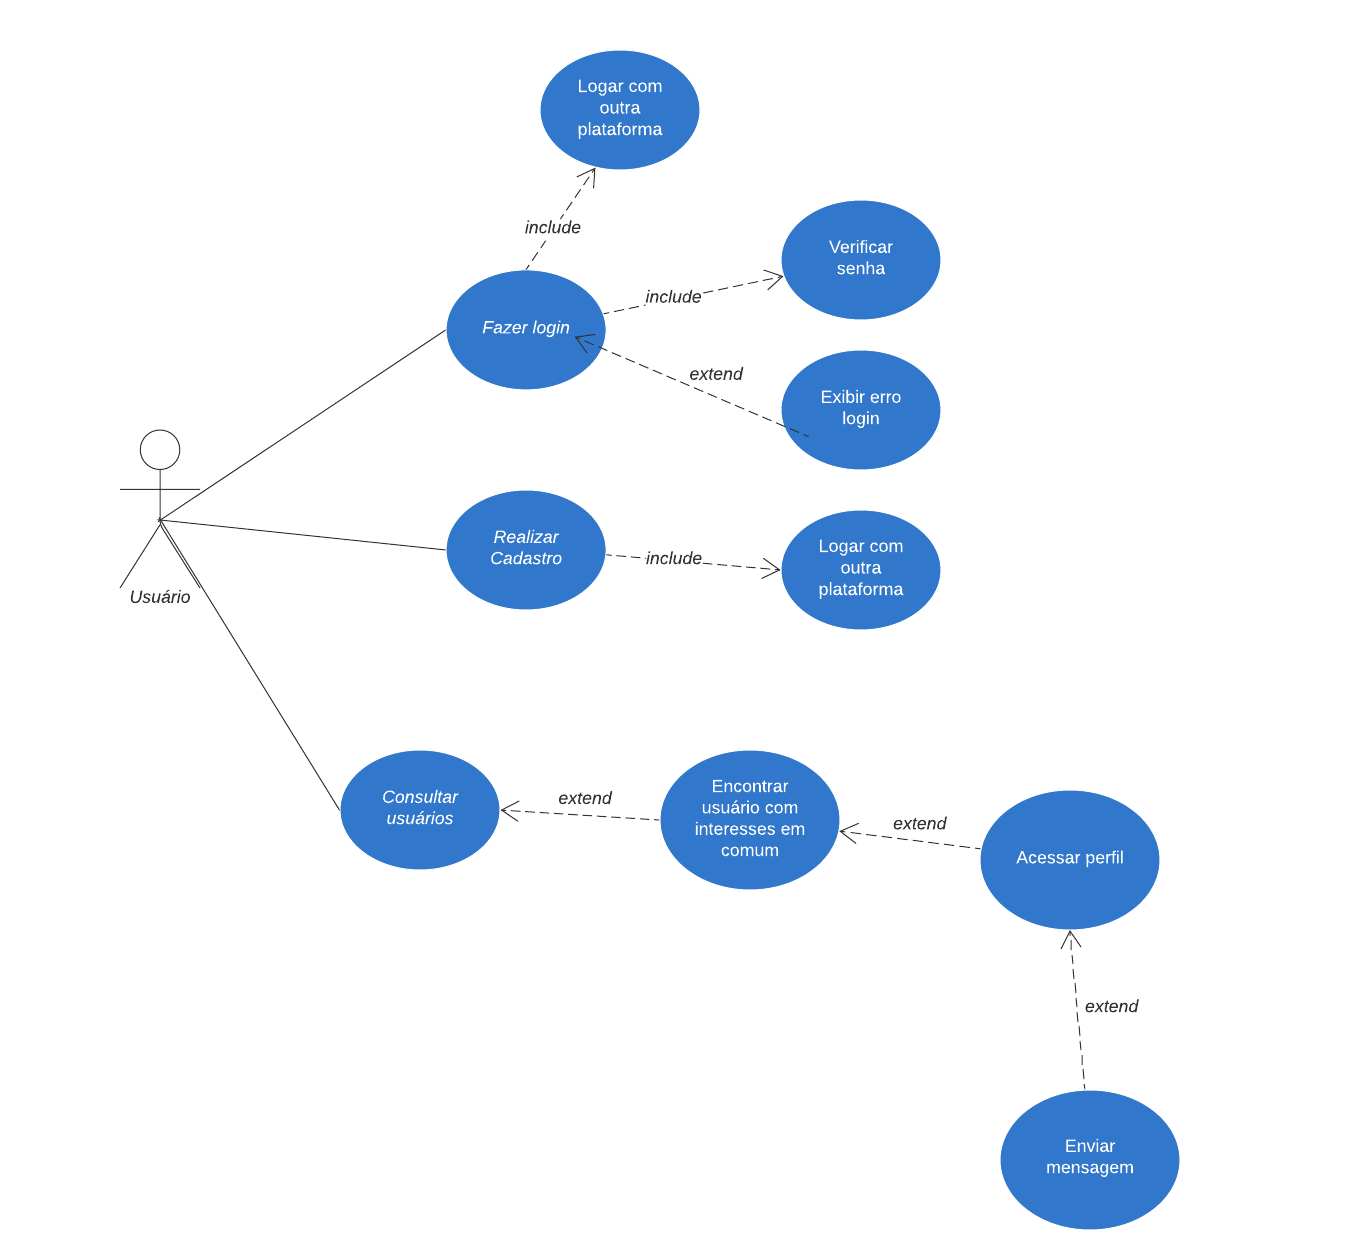 Logar com
outra
plataforma
include
Verificar
senha
include
Fazer login
extend
Exibir erro
login
Realizar
Cadastro
include
Logar com
outra
plataforma
Usuário
Consultar
usuários
extend
Encontrar
usuário com
interesses em
comum
extend
Acessar perfil
extend
Enviar
mensagem